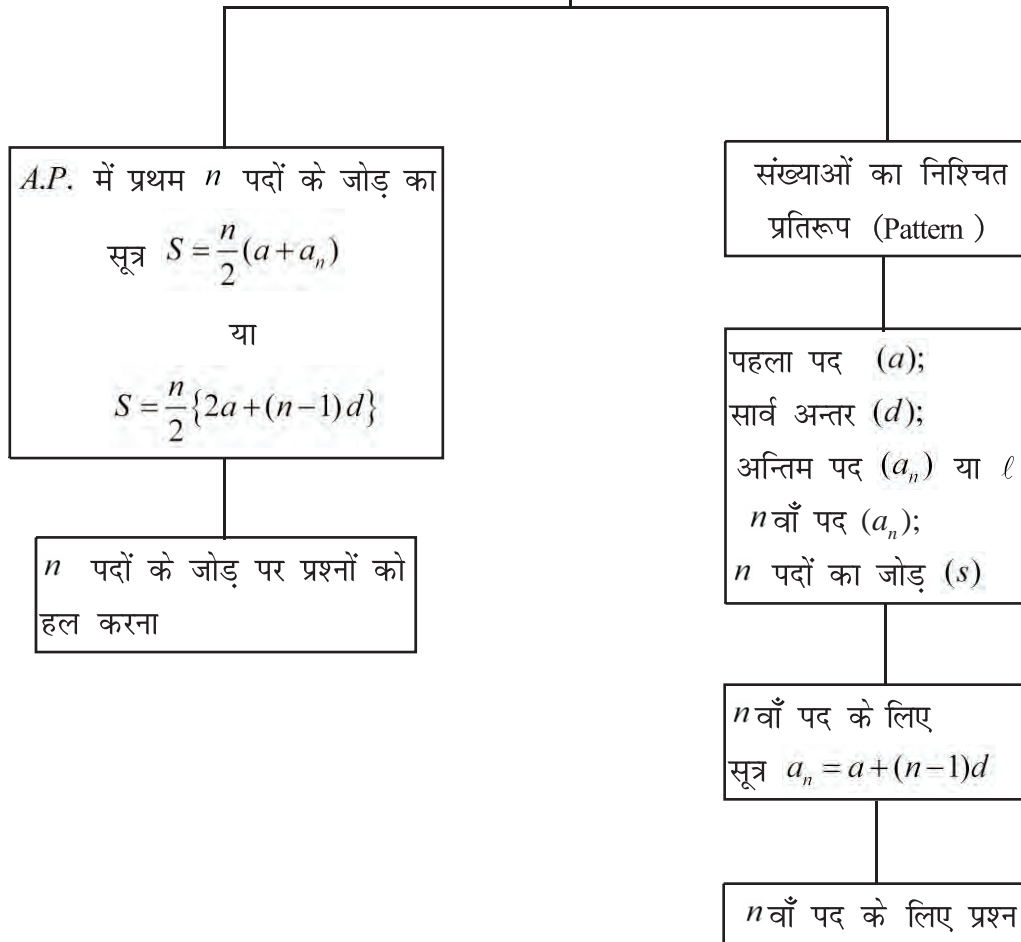 A.P. में प्रथम n पदों के जोड़ का
सूत्र S = n/2 (a + a_n)
या
S = n/2 {2a + (n−1)d}
n पदों के जोड़ पर प्रश्नों को
हल करना
संख्याओं का निश्चित
प्रतिरूप (Pattern )
पहला पद (a);
सार्व अन्तर (d);
अन्तिम पद (a_n) या ℓ
n वाँ पद (a_n);
n पदों का जोड़ (s)
n वाँ पद के लिए
सूत्र a_n = a + (n−1)d
n वाँ पद के लिए प्रश्न